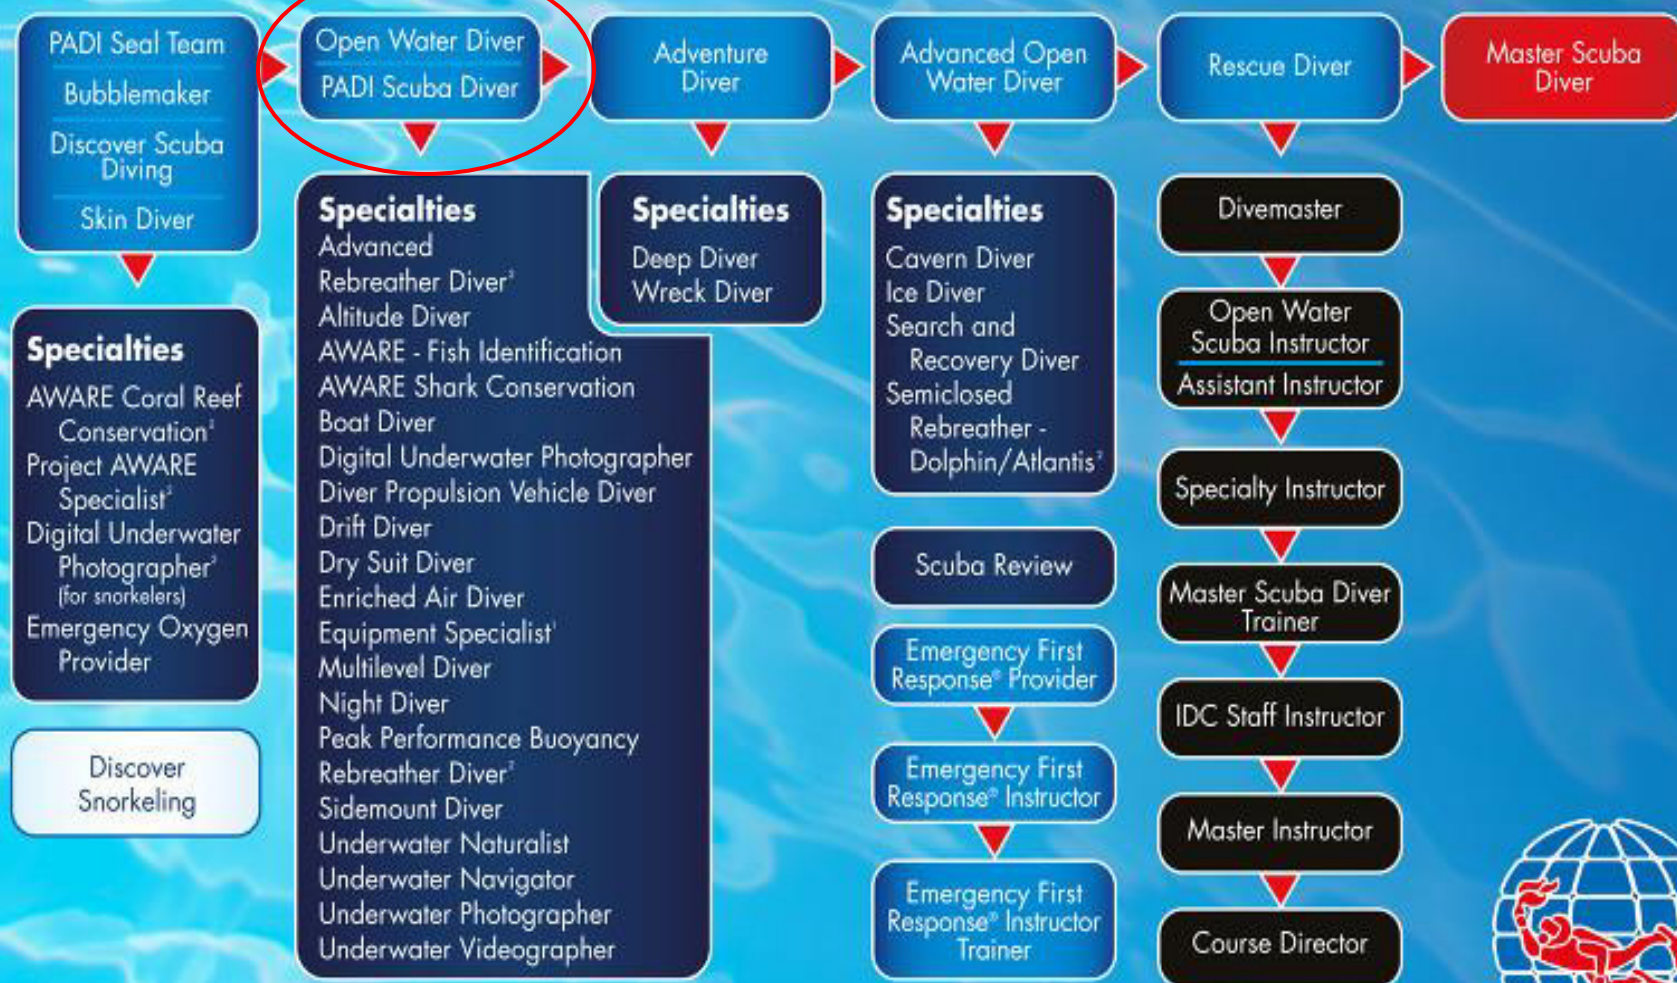 PADI Seal Team
Bubblemaker
Discover Scuba
Diving
Skin Diver
Specialties
AWARE Coral Reef
Conservation²
Project AWARE
Specialist²
Digital Underwater
Photographer²
(for snorkelers)
Emergency Oxygen
Provider
Discover
Snorkeling
Open Water Diver
PADI Scuba Diver
Specialties
Advanced
Rebreather Diver²
Altitude Diver
AWARE - Fish Identification
AWARE Shark Conservation
Boat Diver
Digital Underwater Photographer
Diver Propulsion Vehicle Diver
Drift Diver
Dry Suit Diver
Enriched Air Diver
Equipment Specialist¹
Multilevel Diver
Night Diver
Peak Performance Buoyancy
Rebreather Diver²
Sidemount Diver
Underwater Naturalist
Underwater Navigator
Underwater Photographer
Underwater Videographer
Adventure
Diver
Specialties
Deep Diver
Wreck Diver
Advanced Open
Water Diver
Specialties
Cavern Diver
Ice Diver
Search and
Recovery Diver
Semiclosed
Rebreather -
Dolphin/Atlantis²
Scuba Review
Emergency First
Response® Provider
Emergency First
Response® Instructor
Emergency First
Response® Instructor
Trainer
Rescue Diver
Divemaster
Open Water
Scuba Instructor
Assistant Instructor
Specialty Instructor
Master Scuba Diver
Trainer
IDC Staff Instructor
Master Instructor
Course Director
Master Scuba
Diver